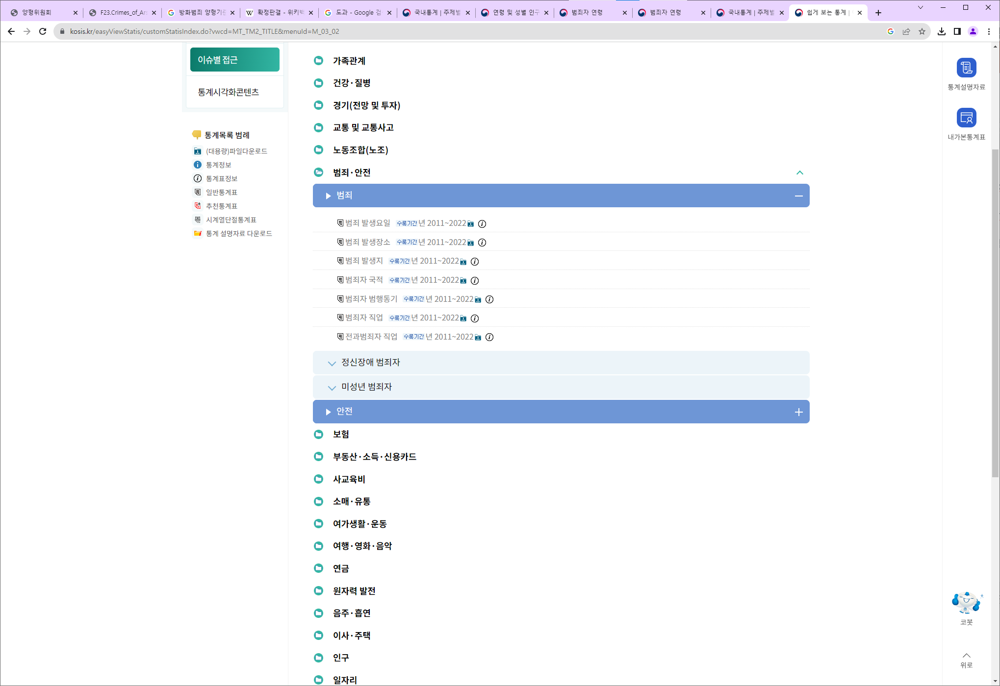 양형위원회
F23.Crimes_of_Ars
방화범죄 양형기준
확정판결 - 위키백
도과 - Google 검
국내통계 | 주제별
연령 및 성별 인구
범죄자 연령
범죄자 연령
국내통계 | 주제별
쉽게 보는 통계 |
kosis.kr/easyViewStatis/customStatisIndex.do?vwcd=MT_TM2_TITLE&menuId=M_03_02
이슈별 접근
통계시각화콘텐츠
통계목록 범례
(대용량)파일다운로드
통계정보
통계표정보
일반통계표
추천통계표
시계열단절통계표
통계 설명자료 다운로드
가족관계
건강·질병
경기(전망 및 투자)
교통 및 교통사고
노동조합(노조)
범죄·안전
범죄
범죄 발생요일 수록기간 년 2011~2022
범죄 발생장소 수록기간 년 2011~2022
범죄 발생지 수록기간 년 2011~2022
범죄자 국적 수록기간 년 2011~2022
범죄자 범행동기 수록기간 년 2011~2022
범죄자 직업 수록기간 년 2011~2022
전과범죄자 직업 수록기간 년 2011~2022
정신장애 범죄자
미성년 범죄자
안전
보험
부동산·소득·신용카드
사교육비
소매·유통
여가생활·운동
여행·영화·음악
연금
원자력 발전
음주·흡연
이사·주택
인구
일자리
통계설명자료
내가본통계표
코봇
위로